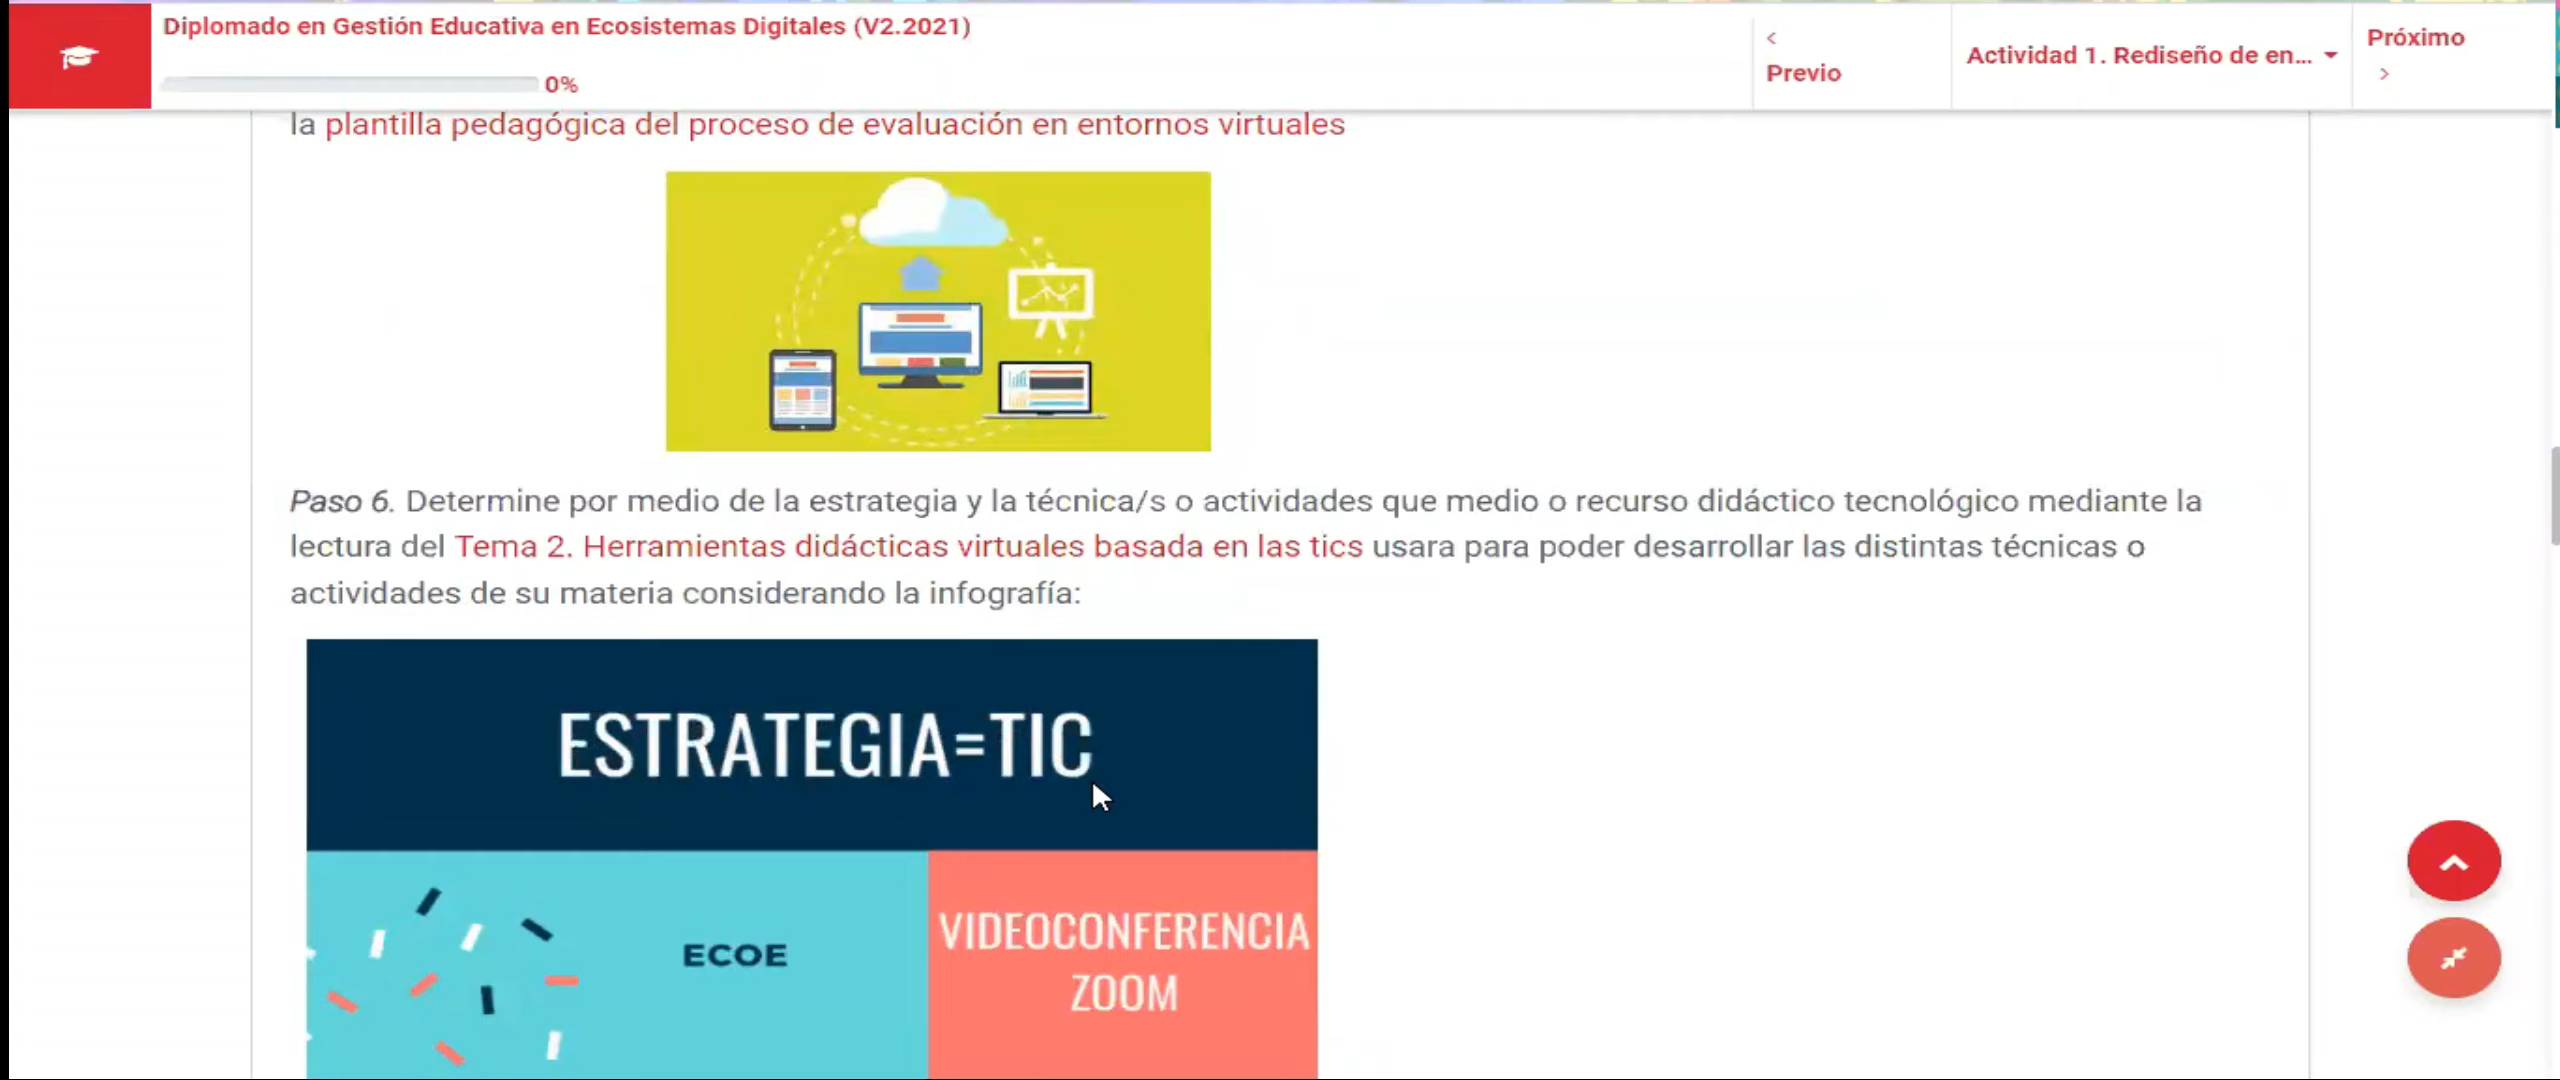 Diplomado en Gestión Educativa en Ecosistemas Digitales (V2.2021)
0%
<
Previo
Actividad 1. Rediseño de en...
Próximo
>
la plantilla pedagógica del proceso de evaluación en entornos virtuales
Paso 6. Determine por medio de la estrategia y la técnica/s o actividades que medio o recurso didáctico tecnológico mediante la
lectura del Tema 2. Herramientas didácticas virtuales basada en las tics usara para poder desarrollar las distintas técnicas o
actividades de su materia considerando la infografía:
ESTRATEGIA=TIC
ECOE
VIDEOCONFERENCIA
ZOOM